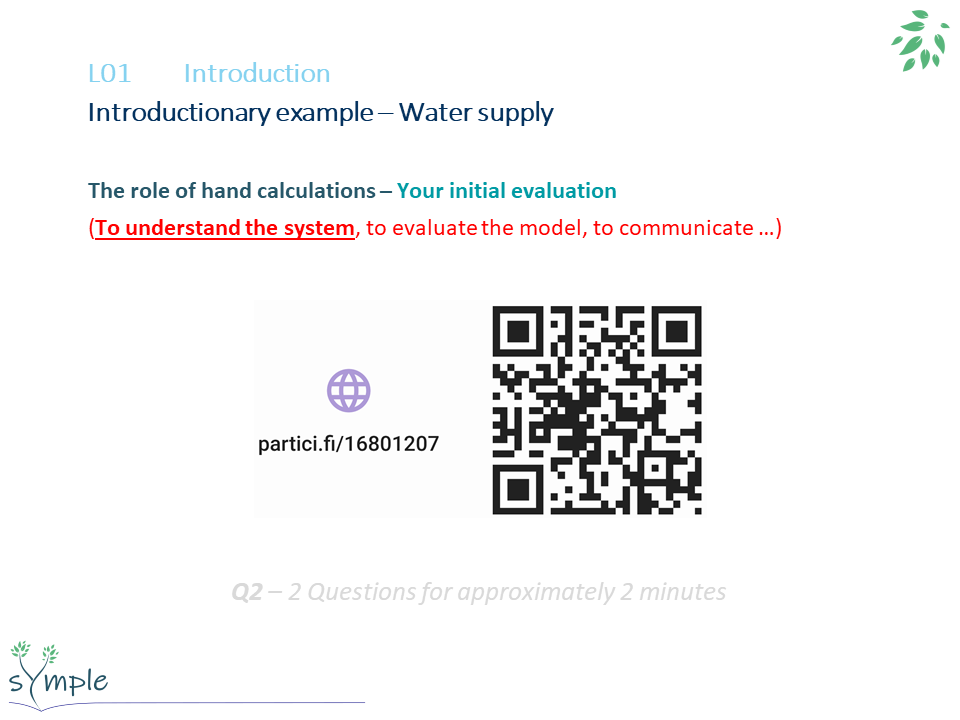 L01 Introduction
Introductionary example – Water supply
The role of hand calculations – Your initial evaluation
(To understand the system, to evaluate the model, to communicate …)
partici.fi/16801207
Q2 – 2 Questions for approximately 2 minutes
sYmple